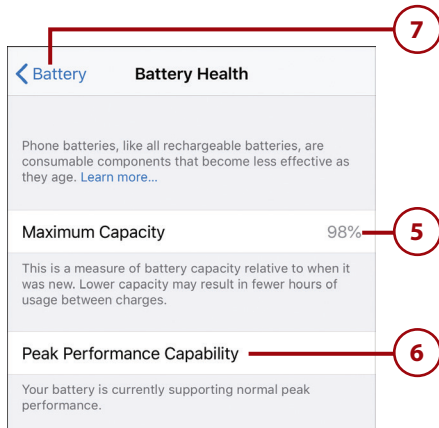 7
Battery Battery Health
Phone batteries, like all rechargeable batteries, are
consumable components that become less effective as
they age. Learn more...
Maximum Capacity 98%
5
This is a measure of battery capacity relative to when it
was new. Lower capacity may result in fewer hours of
usage between charges.
Peak Performance Capability
6
Your battery is currently supporting normal peak
performance.